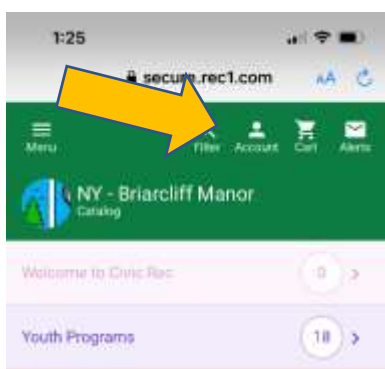 1:25
secure.rec1.com AA
Menu Filter Account Cart Alerts
NY - Briarcliff Manor
Catalog
Welcome to Civic Rec 0
Youth Programs 18